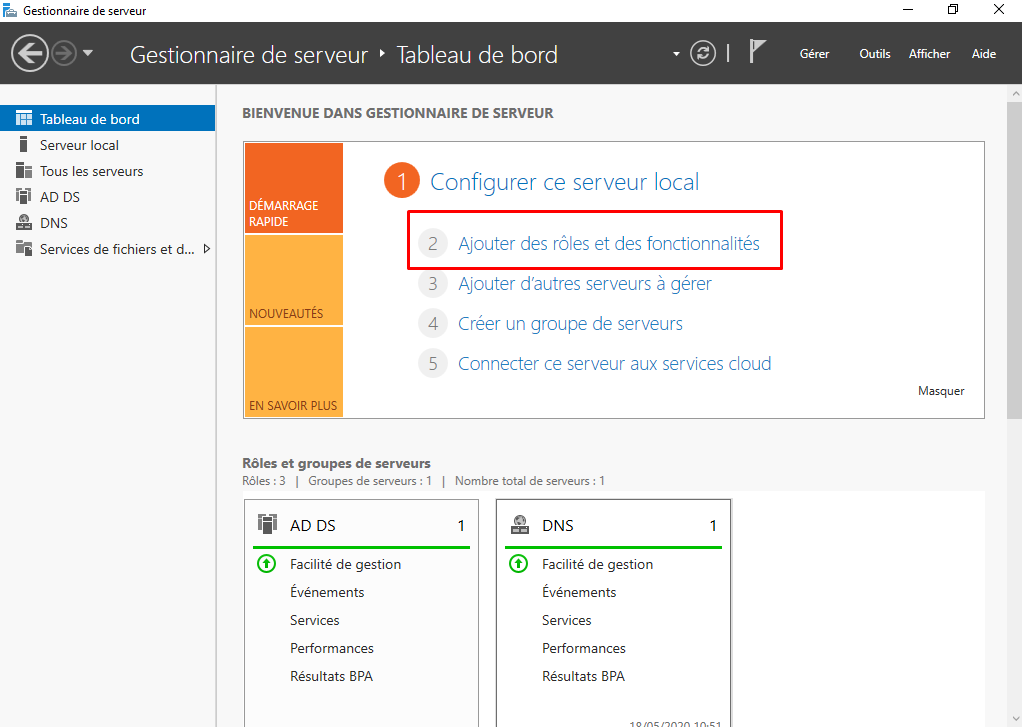 Gestionnaire de serveur
Gestionnaire de serveur ‣ Tableau de bord
Gérer Outils Afficher Aide
Tableau de bord
Serveur local
Tous les serveurs
AD DS
DNS
Services de fichiers et d...
BIENVENUE DANS GESTIONNAIRE DE SERVEUR
DÉMARRAGE
RAPIDE
NOUVEAUTÉS
EN SAVOIR PLUS
1 Configurer ce serveur local
2 Ajouter des rôles et des fonctionnalités
3 Ajouter d’autres serveurs à gérer
4 Créer un groupe de serveurs
5 Connecter ce serveur aux services cloud
Masquer
Rôles et groupes de serveurs
Rôles : 3 | Groupes de serveurs : 1 | Nombre total de serveurs : 1
AD DS 1
Facilité de gestion
Événements
Services
Performances
Résultats BPA
DNS 1
Facilité de gestion
Événements
Services
Performances
Résultats BPA
18/05/2020 10:51